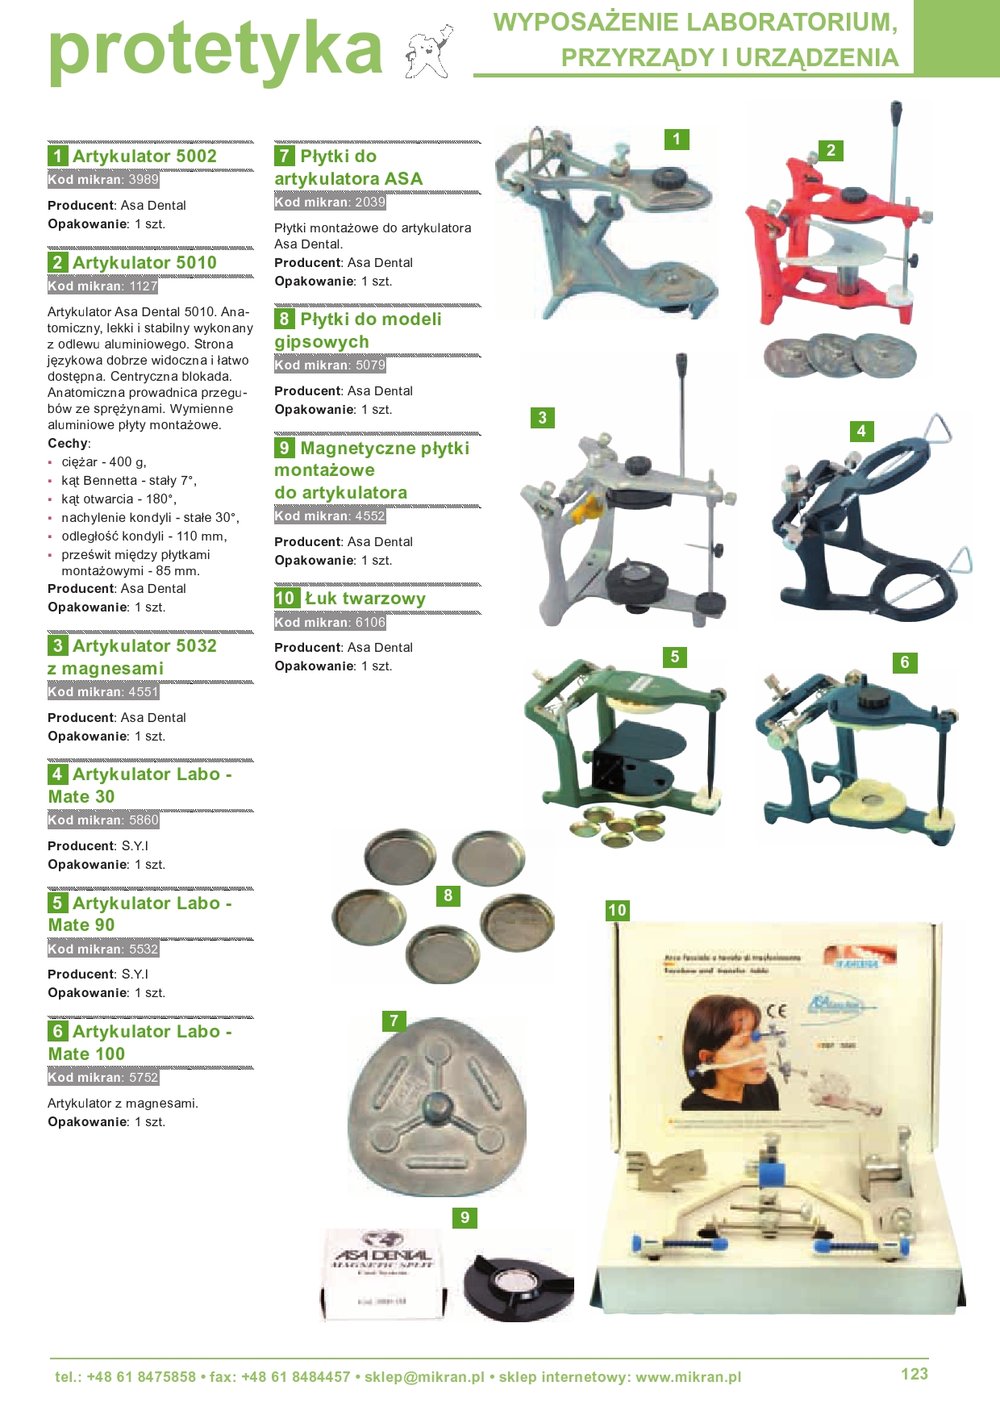 protetyka
WYPOSAŻENIE LABORATORIUM,
PRZYRZĄDY I URZĄDZENIA
1 Artykulator 5002
Kod mikran: 3989
Producent: Asa Dental
Opakowanie: 1 szt.
2 Artykulator 5010
Kod mikran: 1127
Artykulator Asa Dental 5010. Ana-
tomiczny, lekki i stabilny wykonany
z odlewu aluminiowego. Strona
językowa dobrze widoczna i łatwo
dostępna. Centryczna blokada.
Anatomiczna prowadnica przegu-
bów ze sprężynami. Wymienne
aluminiowe płyty montażowe.
Cechy:
▪ ciężar - 400 g,
▪ kąt Bennetta - stały 7°,
▪ kąt otwarcia - 180°,
▪ nachylenie kondyli - stałe 30°,
▪ odległość kondyli - 110 mm,
▪ prześwit między płytkami
montażowymi - 85 mm.
Producent: Asa Dental
Opakowanie: 1 szt.
3 Artykulator 5032
z magnesami
Kod mikran: 4551
Producent: Asa Dental
Opakowanie: 1 szt.
4 Artykulator Labo -
Mate 30
Kod mikran: 5860
Producent: S.Y.I
Opakowanie: 1 szt.
5 Artykulator Labo -
Mate 90
Kod mikran: 5532
Producent: S.Y.I
Opakowanie: 1 szt.
6 Artykulator Labo -
Mate 100
Kod mikran: 5752
Artykulator z magnesami.
Opakowanie: 1 szt.
7 Płytki do
artykulatora ASA
Kod mikran: 2039
Płytki montażowe do artykulatora
Asa Dental.
Producent: Asa Dental
Opakowanie: 1 szt.
8 Płytki do modeli
gipsowych
Kod mikran: 5079
Producent: Asa Dental
Opakowanie: 1 szt.
9 Magnetyczne płytki
montażowe
do artykulatora
Kod mikran: 4552
Producent: Asa Dental
Opakowanie: 1 szt.
10 Łuk twarzowy
Kod mikran: 6106
Producent: Asa Dental
Opakowanie: 1 szt.
1
2
3
4
5
6
8
10
7
9
Arco facciale e tavola di trasferimento
Facebow and transfer table
CE
ASA DENTAL
MAGNETIC SPLIT
tel.: +48 61 8475858 • fax: +48 61 8484457 • sklep@mikran.pl • sklep internetowy: www.mikran.pl
123